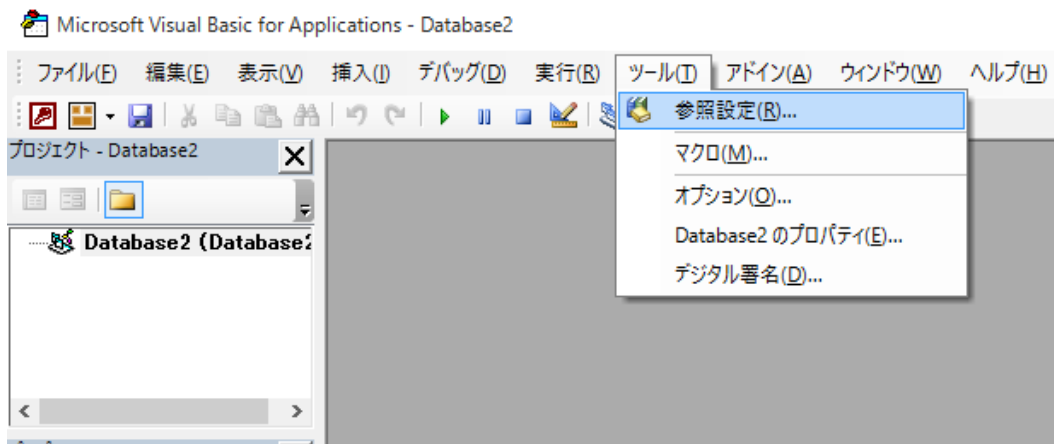 Microsoft Visual Basic for Applications - Database2
ファイル(F) 編集(E) 表示(V) 挿入(I) デバッグ(D) 実行(R) ツール(T) アドイン(A) ウィンドウ(W) ヘルプ(H)
参照設定(R)...
マクロ(M)...
オプション(O)...
Database2 のプロパティ(E)...
デジタル署名(D)...
プロジェクト - Database2
Database2 (Database2